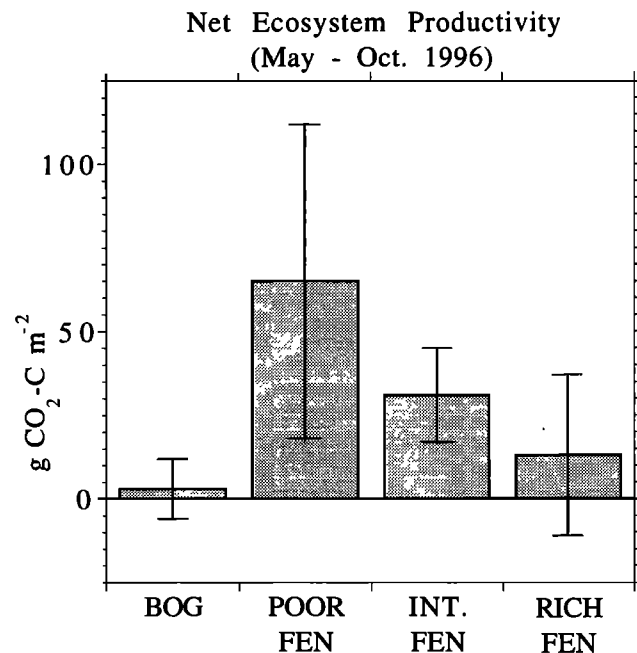 Net Ecosystem Productivity
(May - Oct. 1996)
100
50
0
g CO₂-C m⁻²
BOG
POOR FEN
INT. FEN
RICH FEN